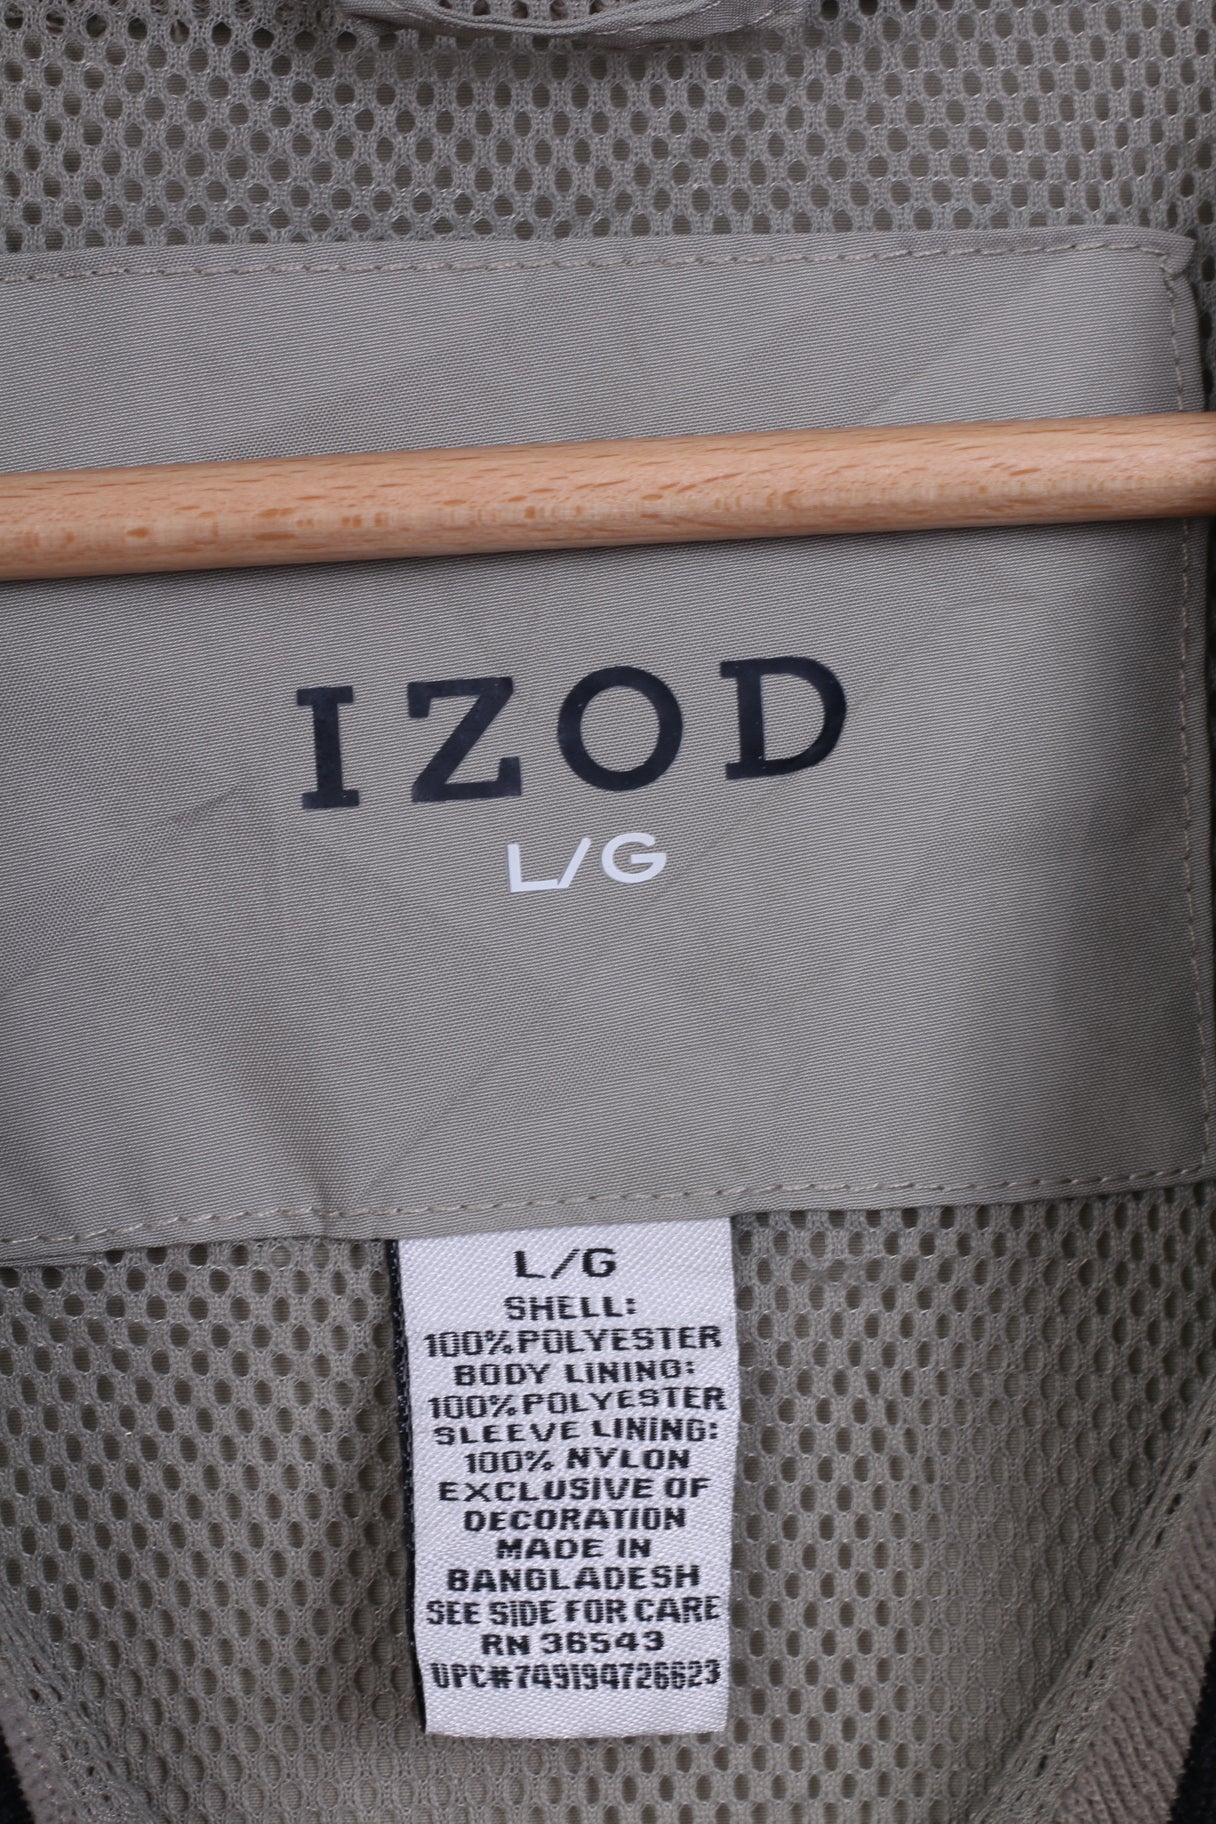 IZOD
L/G
L/G
SHELL:
100% POLYESTER
BODY LINING:
100% POLYESTER
SLEEVE LINING:
100% NYLON
EXCLUSIVE OF
DECORATION
MADE IN
BANGLADESH
SEE SIDE FOR CARE
RN 36543
UPC#749194726623